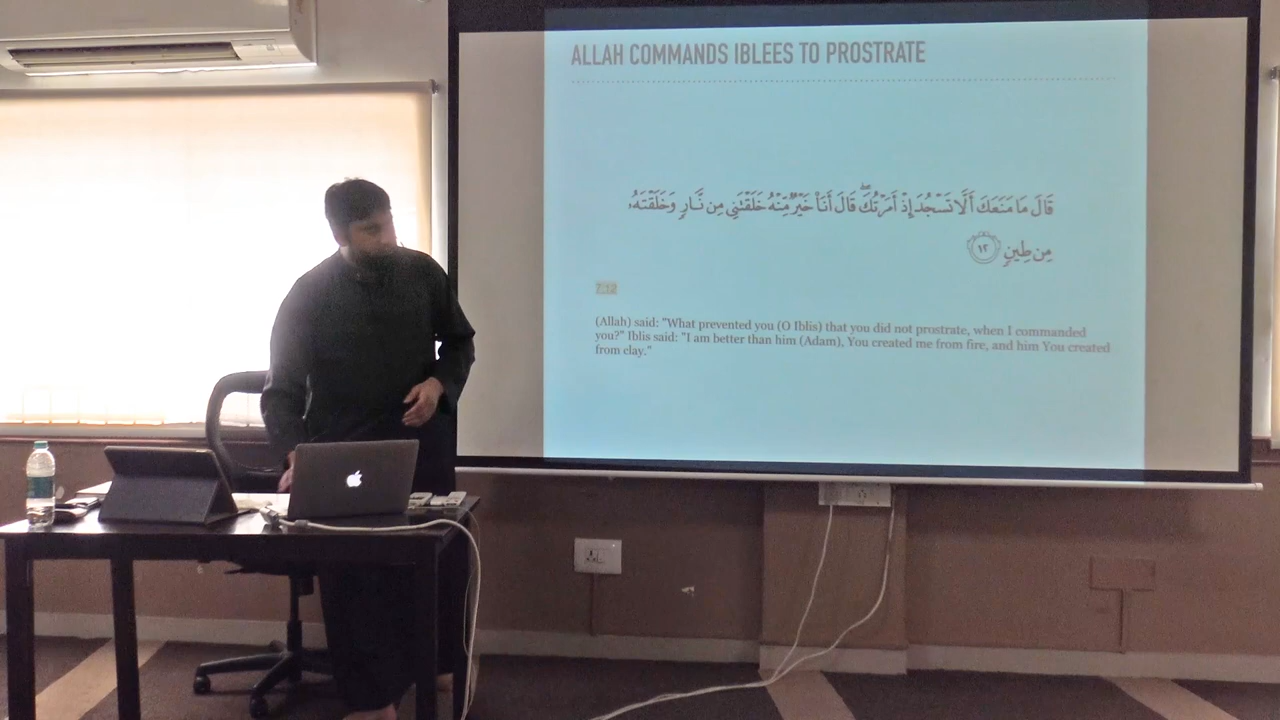 ALLAH COMMANDS IBLEES TO PROSTRATE
قَالَ مَا مَنَعَكَ أَلَّا تَسْجُدَ إِذْ أَمَرْتُكَ ۖ قَالَ أَنَا۠ خَيْرٌ مِّنْهُ خَلَقْتَنِى مِن نَّارٍ وَخَلَقْتَهُۥ
مِن طِينٍ ١٢
7:12
(Allah) said: "What prevented you (O Iblis) that you did not prostrate, when I commanded
you?" Iblis said: "I am better than him (Adam), You created me from fire, and him You created
from clay."